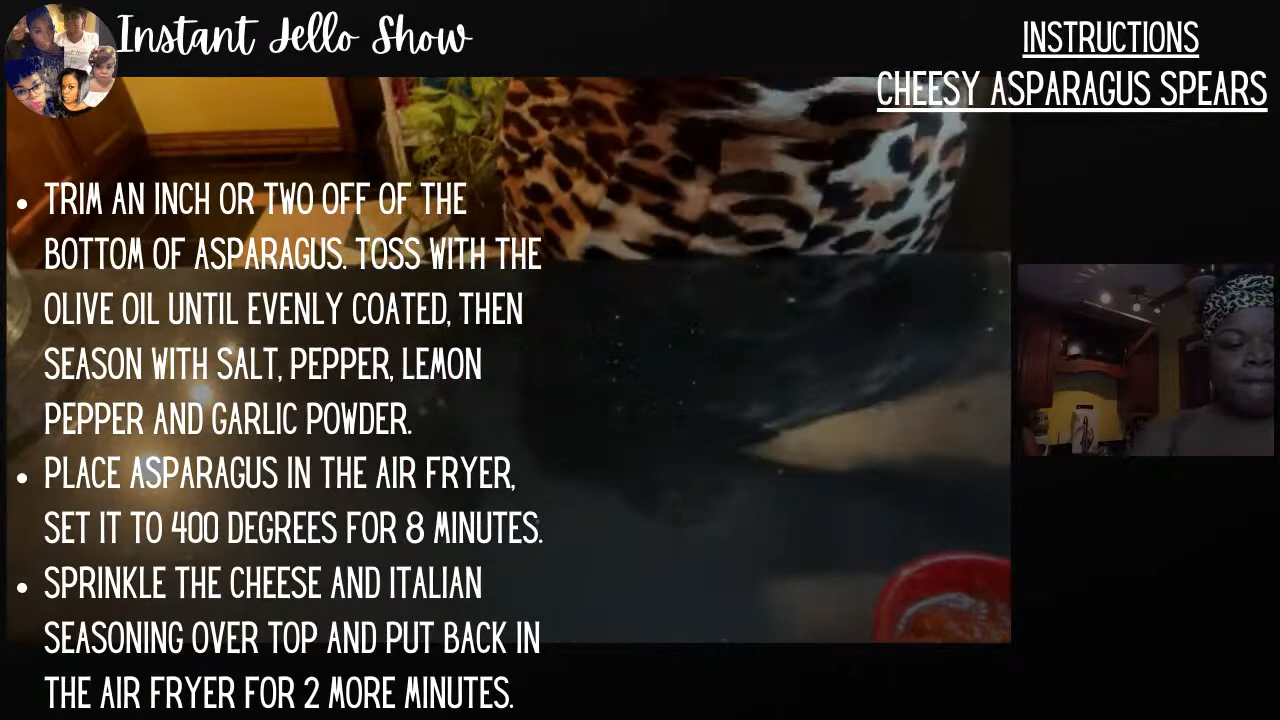 Instant Jello Show
INSTRUCTIONS
CHEESY ASPARAGUS SPEARS
• TRIM AN INCH OR TWO OFF OF THE
BOTTOM OF ASPARAGUS. TOSS WITH THE
OLIVE OIL UNTIL EVENLY COATED, THEN
SEASON WITH SALT, PEPPER, LEMON
PEPPER AND GARLIC POWDER.
• PLACE ASPARAGUS IN THE AIR FRYER,
SET IT TO 400 DEGREES FOR 8 MINUTES.
• SPRINKLE THE CHEESE AND ITALIAN
SEASONING OVER TOP AND PUT BACK IN
THE AIR FRYER FOR 2 MORE MINUTES.